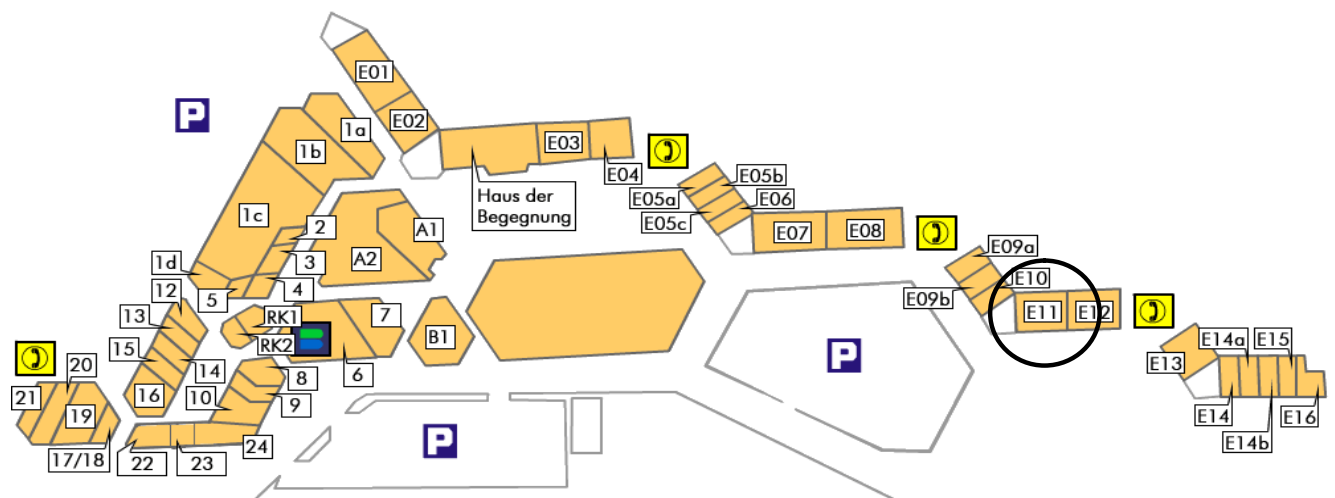 E01
P
1a
E02
1b
E03
E04
E05b
E05a
E06
Haus der
Begegnung
E05c
1c
2
A1
E07
E08
3
A2
E09a
1d
4
E10
12
5
E09b
13
RK1
7
E11
E12
B1
RK2
E14a
E15
15
14
6
P
E13
20
8
21
16
10
9
19
E14
E16
24
E14b
17/18
22
23
P